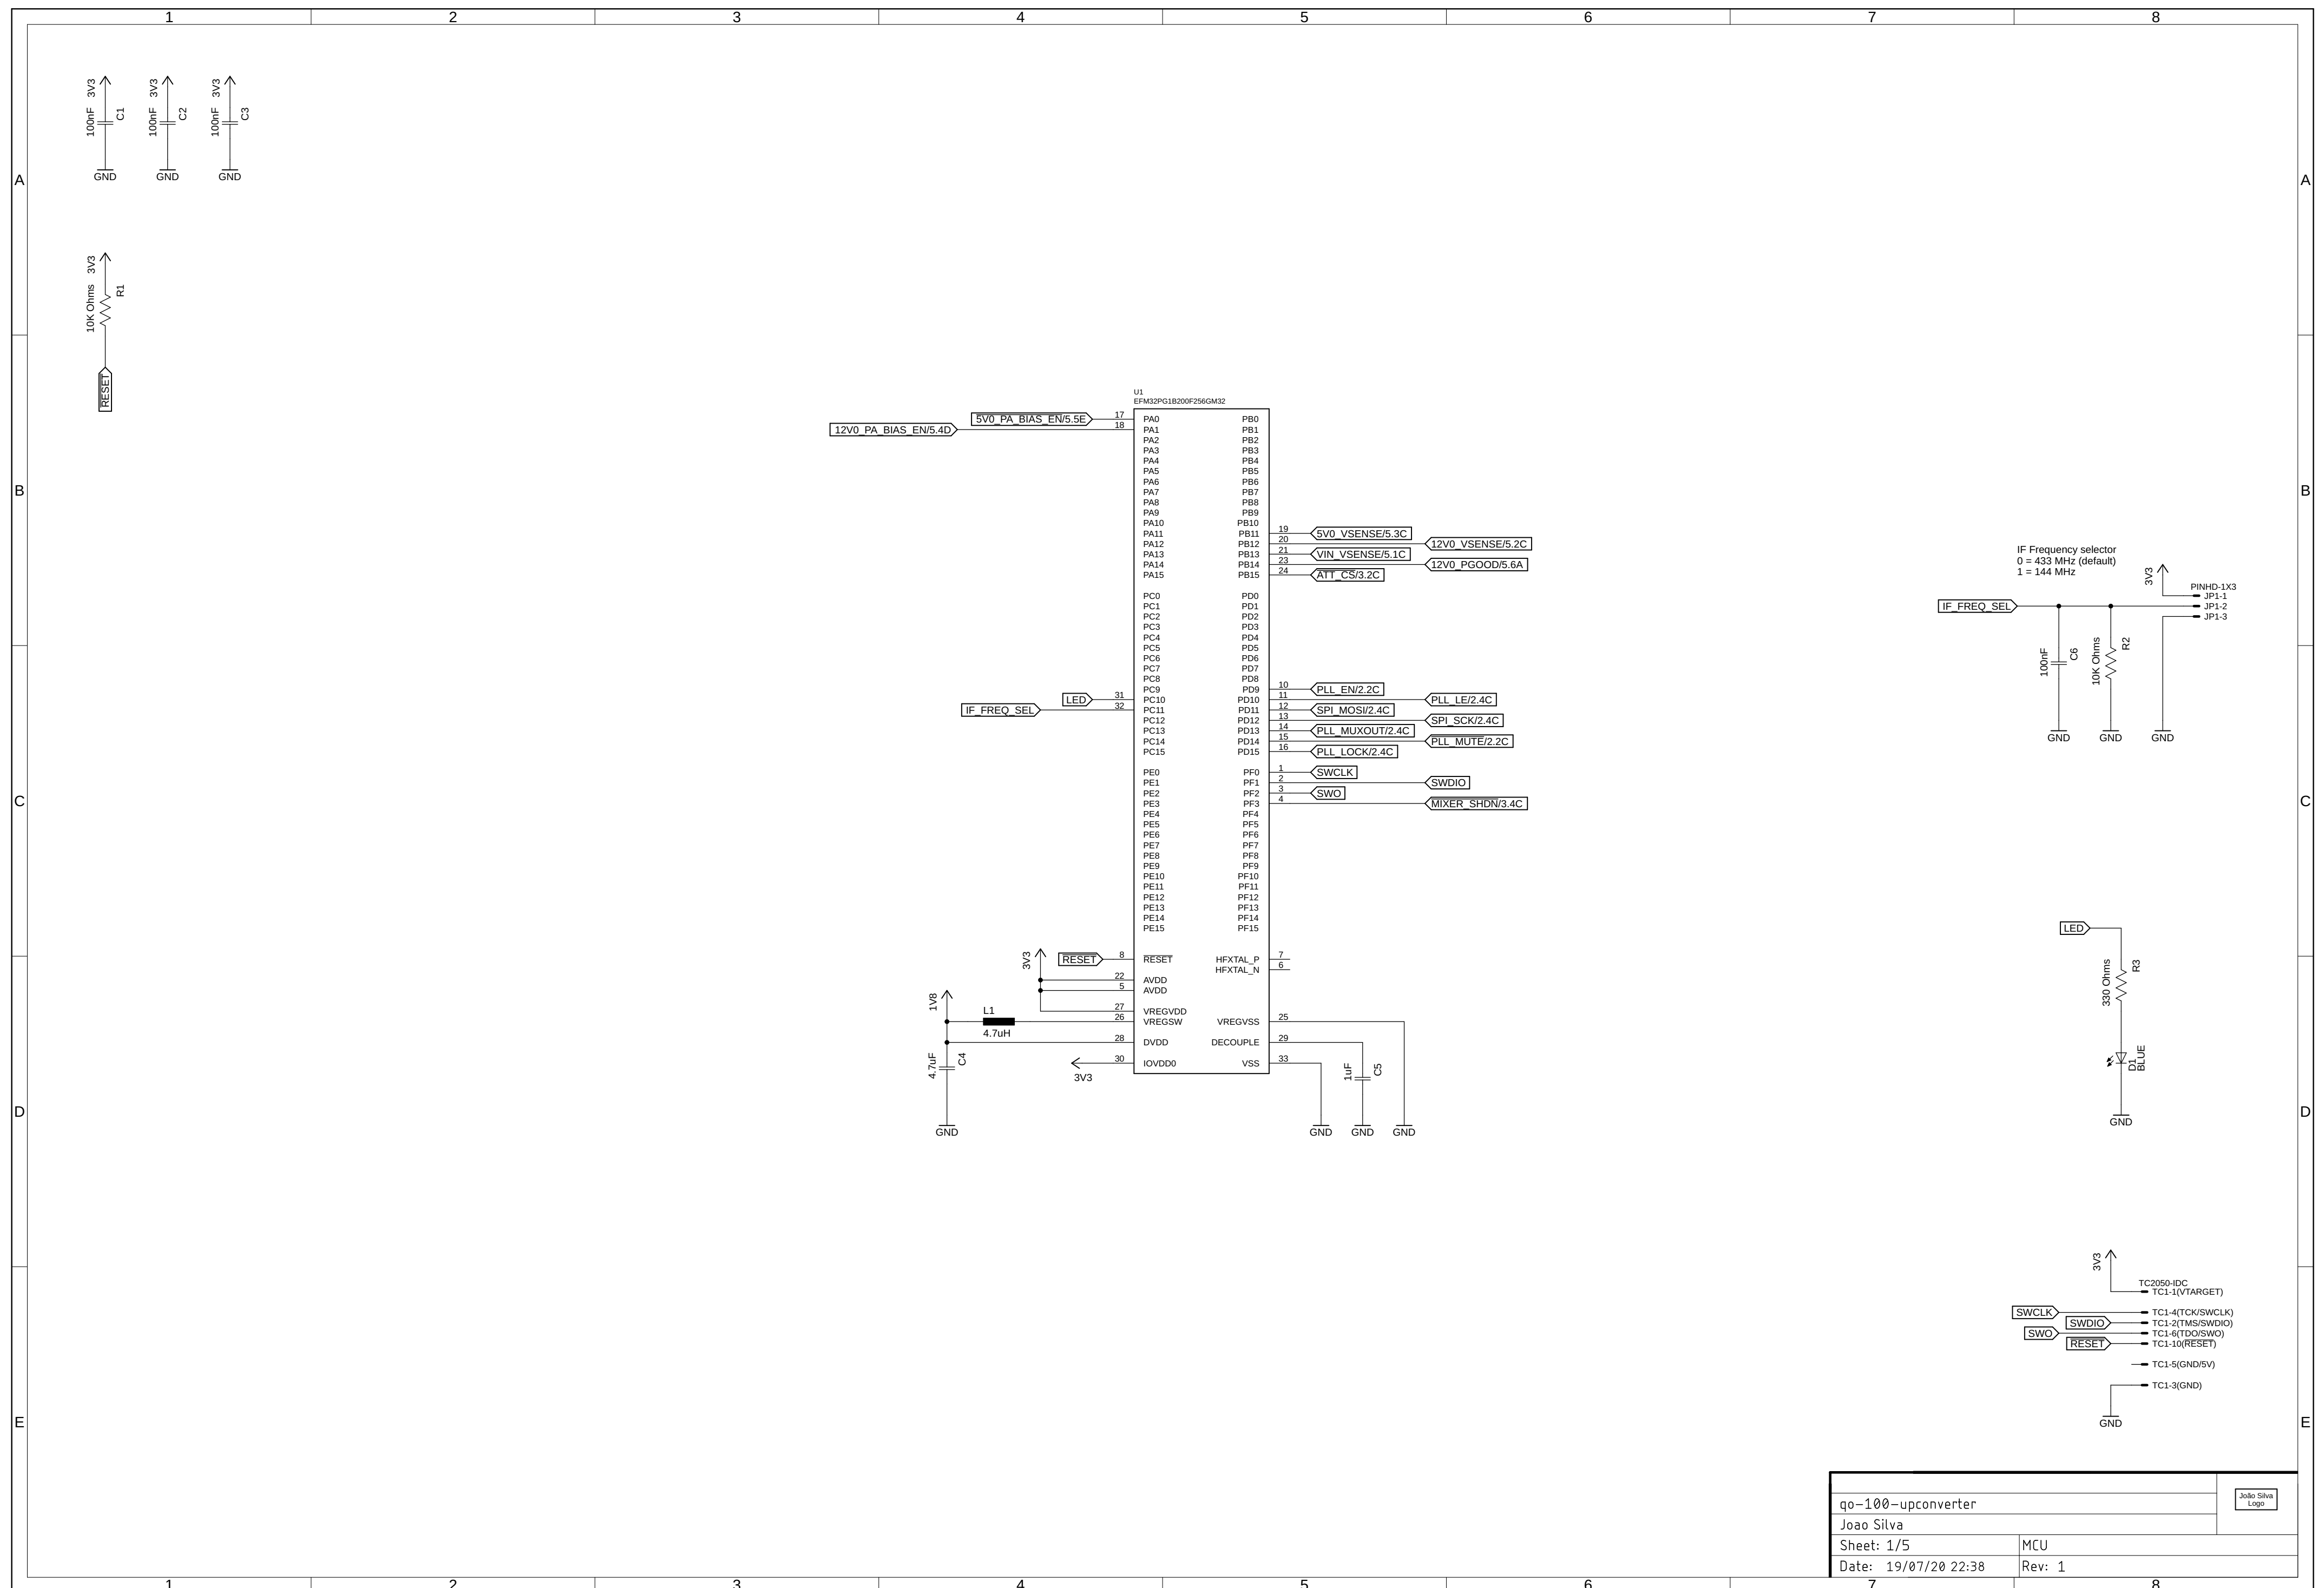 1 2 3 4 5 6 7 8
A A
B B
C C
D D
E E
1 2 3 4 5 6 7 8
3V3 3V3 3V3
100nF C1
100nF C2
100nF C3
GND GND GND
3V3
10K Ohms R1
RESET
U1
EFM32PG1B200F256GM32
5V0_PA_BIAS_EN/5.5E 17 PA0 PB0
12V0_PA_BIAS_EN/5.4D 18 PA1 PB1
PA2 PB2
PA3 PB3
PA4 PB4
PA5 PB5
PA6 PB6
PA7 PB7
PA8 PB8
PA9 PB9
PA10 PB10
PA11 PB11 19 5V0_VSENSE/5.3C
PA12 PB12 20 12V0_VSENSE/5.2C
PA13 PB13 21 VIN_VSENSE/5.1C
PA14 PB14 23 12V0_PGOOD/5.6A
PA15 PB15 24 ATT_CS/3.2C
PC0 PD0
PC1 PD1
PC2 PD2
PC3 PD3
PC4 PD4
PC5 PD5
PC6 PD6
PC7 PD7
PC8 PD8
PC9 PD9 10 PLL_EN/2.2C
LED 31 PC10 PD10 11 PLL_LE/2.4C
IF_FREQ_SEL 32 PC11 PD11 12 SPI_MOSI/2.4C
PC12 PD12 13 SPI_SCK/2.4C
PC13 PD13 14 PLL_MUXOUT/2.4C
PC14 PD14 15 PLL_MUTE/2.2C
PC15 PD15 16 PLL_LOCK/2.4C
PE0 PF0 1 SWCLK
PE1 PF1 2 SWDIO
PE2 PF2 3 SWO
PE3 PF3 4 MIXER_SHDN/3.4C
PE4 PF4
PE5 PF5
PE6 PF6
PE7 PF7
PE8 PF8
PE9 PF9
PE10 PF10
PE11 PF11
PE12 PF12
PE13 PF13
PE14 PF14
PE15 PF15
3V3 RESET 8 RESET HFXTAL_P 7
HFXTAL_N 6
22 AVDD
5 AVDD
27 VREGVDD
1V8 L1 4.7uH 26 VREGSW VREGVSS 25
28 DVDD DECOUPLE 29
3V3 30 IOVDD0 VSS 33
4.7uF C4
1uF C5
GND GND GND GND
IF Frequency selector
0 = 433 MHz (default)
1 = 144 MHz
3V3
PINHD-1X3
JP1-1
IF_FREQ_SEL JP1-2
JP1-3
100nF C6
10K Ohms R2
GND GND GND
LED
330 Ohms R3
D1
BLUE
GND
3V3
TC2050-IDC
TC1-1(VTARGET)
SWCLK TC1-4(TCK/SWCLK)
SWDIO TC1-2(TMS/SWDIO)
SWO TC1-6(TDO/SWO)
RESET TC1-10(RESET)
TC1-5(GND/5V)
TC1-3(GND)
GND
qo-100-upconverter
João Silva
Logo
Joao Silva
Sheet: 1/5 MCU
Date: 19/07/20 22:38 Rev: 1